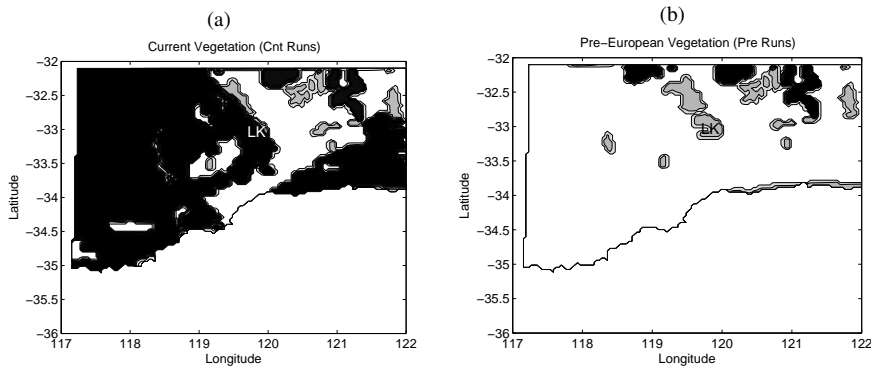 (a)
Current Vegetation (Cnt Runs)
−32
−32.5
−33
−33.5
−34
−34.5
−35
−35.5
−36
Latitude
LK
117 118 119 120 121 122
Longitude
(b)
Pre−European Vegetation (Pre Runs)
−32
−32.5
−33
−33.5
−34
−34.5
−35
−35.5
−36
Latitude
LK
117 118 119 120 121 122
Longitude